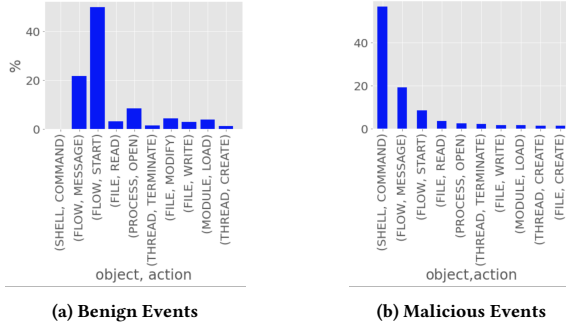 40
20
0
%
(SHELL, COMMAND)
(FLOW, MESSAGE)
(FLOW, START)
(FILE, READ)
(PROCESS, OPEN)
(THREAD, TERMINATE)
(FILE, MODIFY)
(FILE, WRITE)
(MODULE, LOAD)
(THREAD, CREATE)
object, action
(a) Benign Events
40
20
0
(SHELL, COMMAND)
(FLOW, MESSAGE)
(FLOW, START)
(FILE, READ)
(PROCESS, OPEN)
(THREAD, TERMINATE)
(FILE, WRITE)
(MODULE, LOAD)
(THREAD, CREATE)
(FILE, CREATE)
object,action
(b) Malicious Events